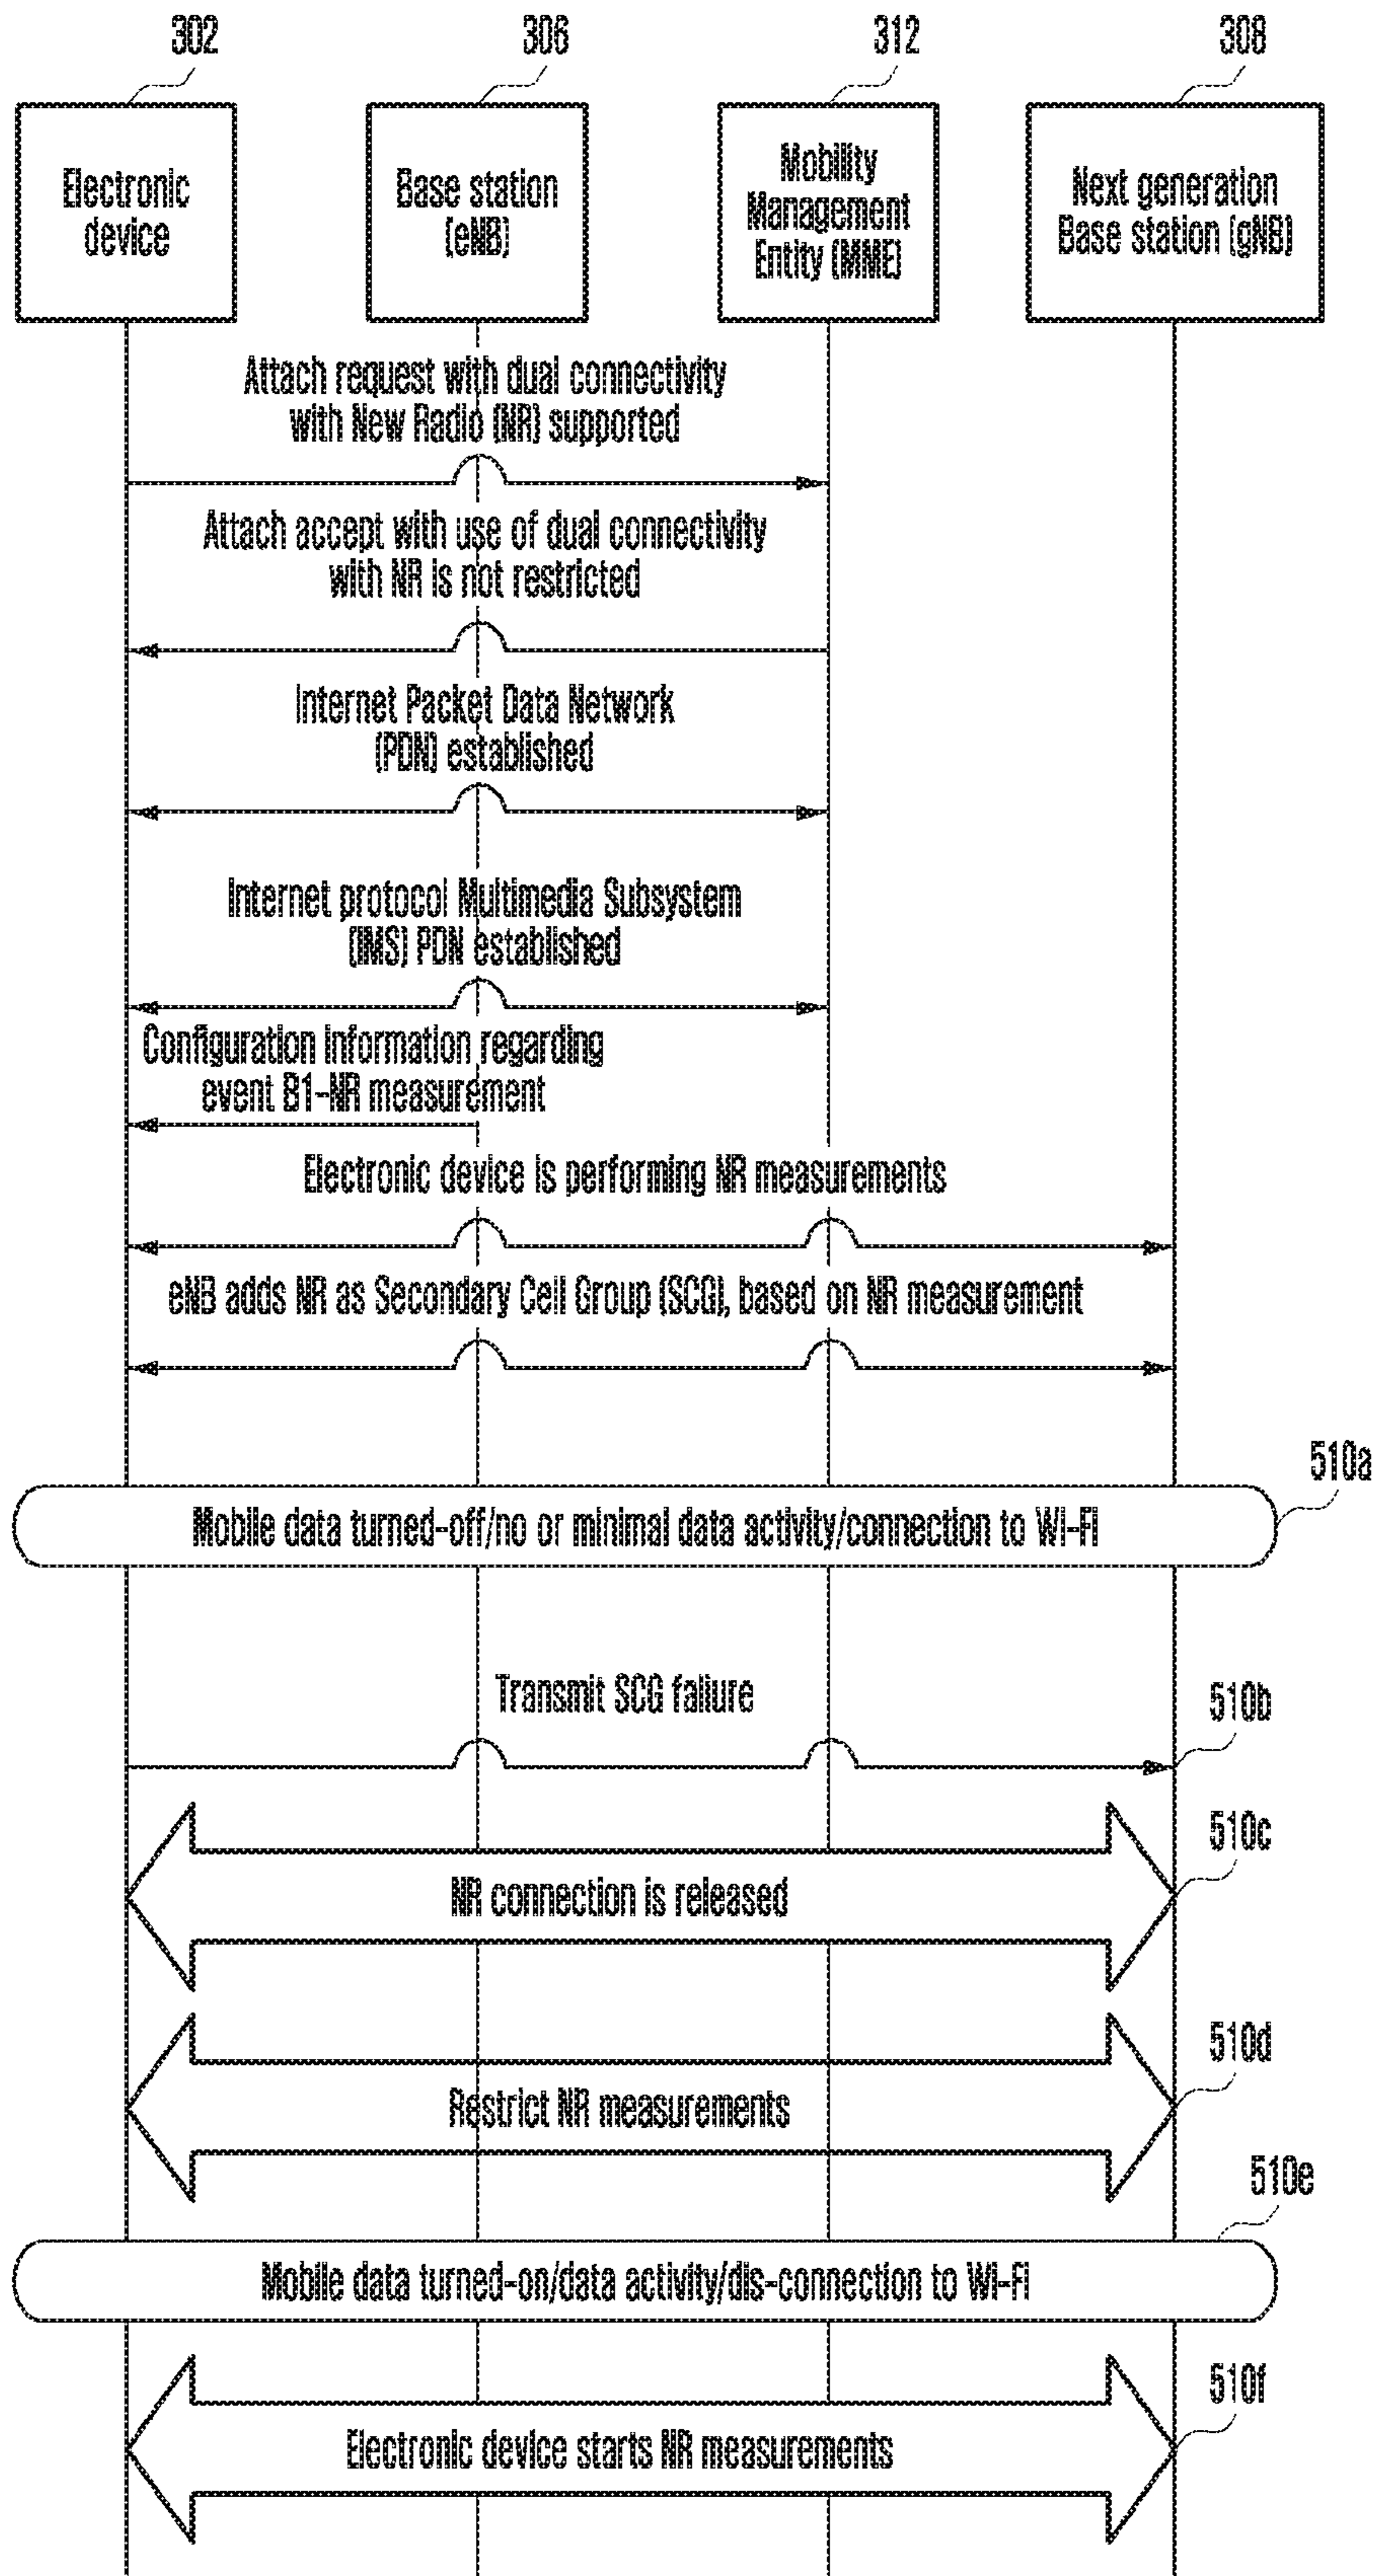 302
306
312
308
Electronic
device
Base station
(eNB)
Mobility
Management
Entity (MME)
Next generation
Base station (gNB)
Attach request with dual connectivity
with New Radio (NR) supported
Attach accept with use of dual connectivity
with NR is not restricted
Internet Packet Data Network
(PDN) established
Internet protocol Multimedia Subsystem
(IMS) PDN established
Configuration information regarding
event B1-NR measurement
Electronic device is performing NR measurements
eNB adds NR as Secondary Cell Group (SCG), based on NR measurement
510a
Mobile data turned-off/no or minimal data activity/connection to Wi-Fi
Transmit SCG faliure
510b
510c
NR connection is released
510d
Restrict NR measurements
510e
Mobile data turned-on/data activity/dis-connection to Wi-Fi
510f
Electronic device starts NR measurements